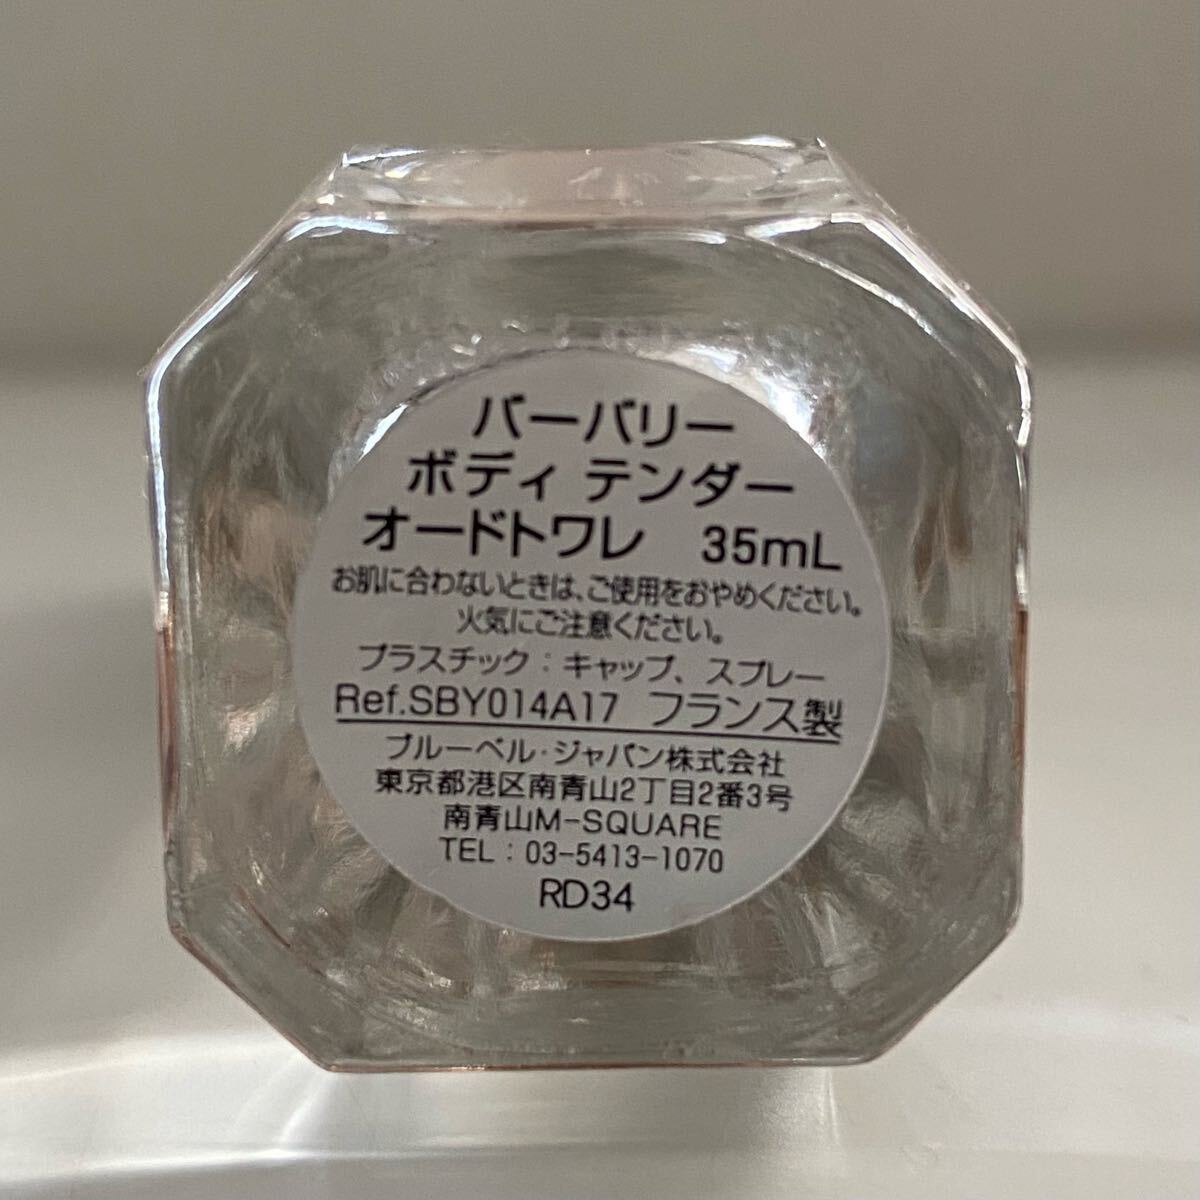 バーバリー
ボディ テンダー
オードトワレ 35mL
お肌に合わないときは、ご使用をおやめください。
火気にご注意ください。
プラスチック：キャップ、スプレー
Ref.SBY014A17 フランス製
ブルーベル・ジャパン株式会社
東京都港区南青山2丁目2番3号
南青山M-SQUARE
TEL：03-5413-1070
RD34